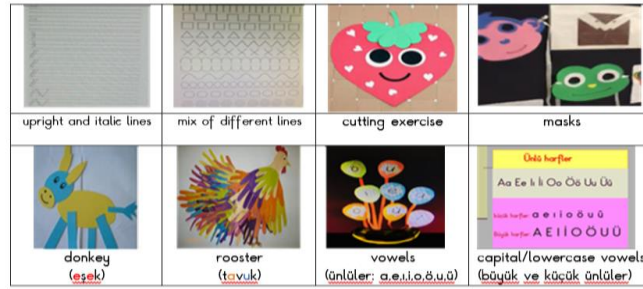 upright and italic lines
mix of different lines
cutting exercise
masks
donkey
(eşek)
rooster
(tavuk)
vowels
(ünlüler: a,e,ı,i,o,ö,u,ü)
capital/lowercase vowels
(büyük ve küçük ünlüler)
Ünlü harfler
Aa Ee Iı İi Oo Öö Uu Üü
küçük harfler a e ı i o ö u ü
Büyük harfler A E I İ O Ö U Ü